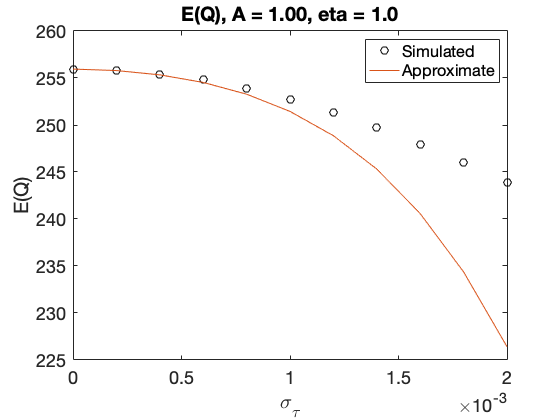 E(Q), A = 1.00, eta = 1.0
260
255
250
245
240
235
230
225
E(Q)
Simulated
Approximate
0
0.5
1
1.5
2
×10⁻³
σ_τ